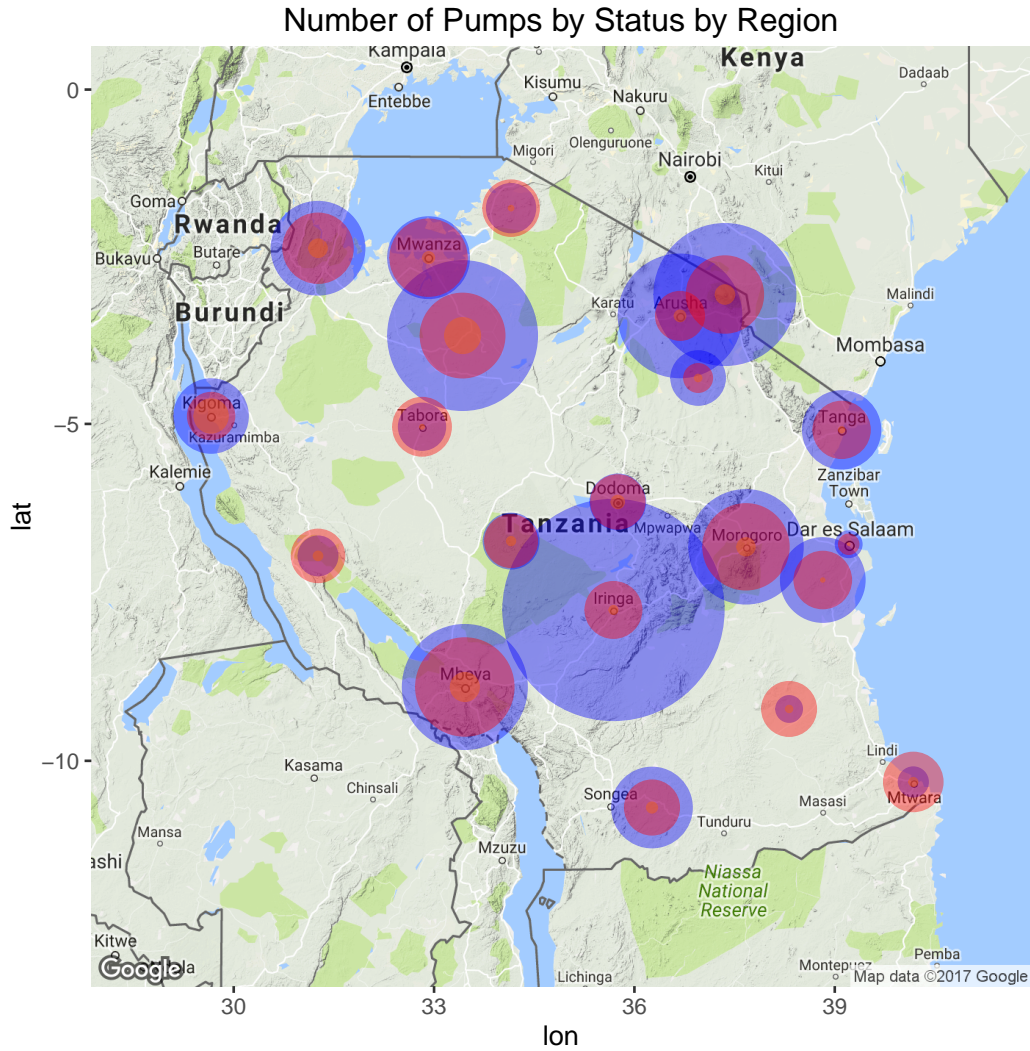 Number of Pumps by Status by Region
Kampala
Kenya
Dadaab
Kisumu
Entebbe
Nakuru
Olenguruone
Migori
Nairobi
Kitui
Goma
Rwanda
Mwanza
Bukavu
Butare
Burundi
Karatu
Arusha
Malindi
Mombasa
Kigoma
Kazuramimba
Tabora
Tanga
Kalemie
Zanzibar
Town
Dodoma
Tanzania
Mpwapwa
Dar es Salaam
Morogoro
Iringa
Mbeya
Lindi
Kasama
Chinsali
Songea
Masasi
Mtwara
Mansa
Tunduru
ashi
Mzuzu
Niassa
National
Reserve
Kitwe
Pemba
Google
la
Lichinga
Montepuez
Map data ©2017 Google
0
−5
−10
lat
30
33
36
39
lon